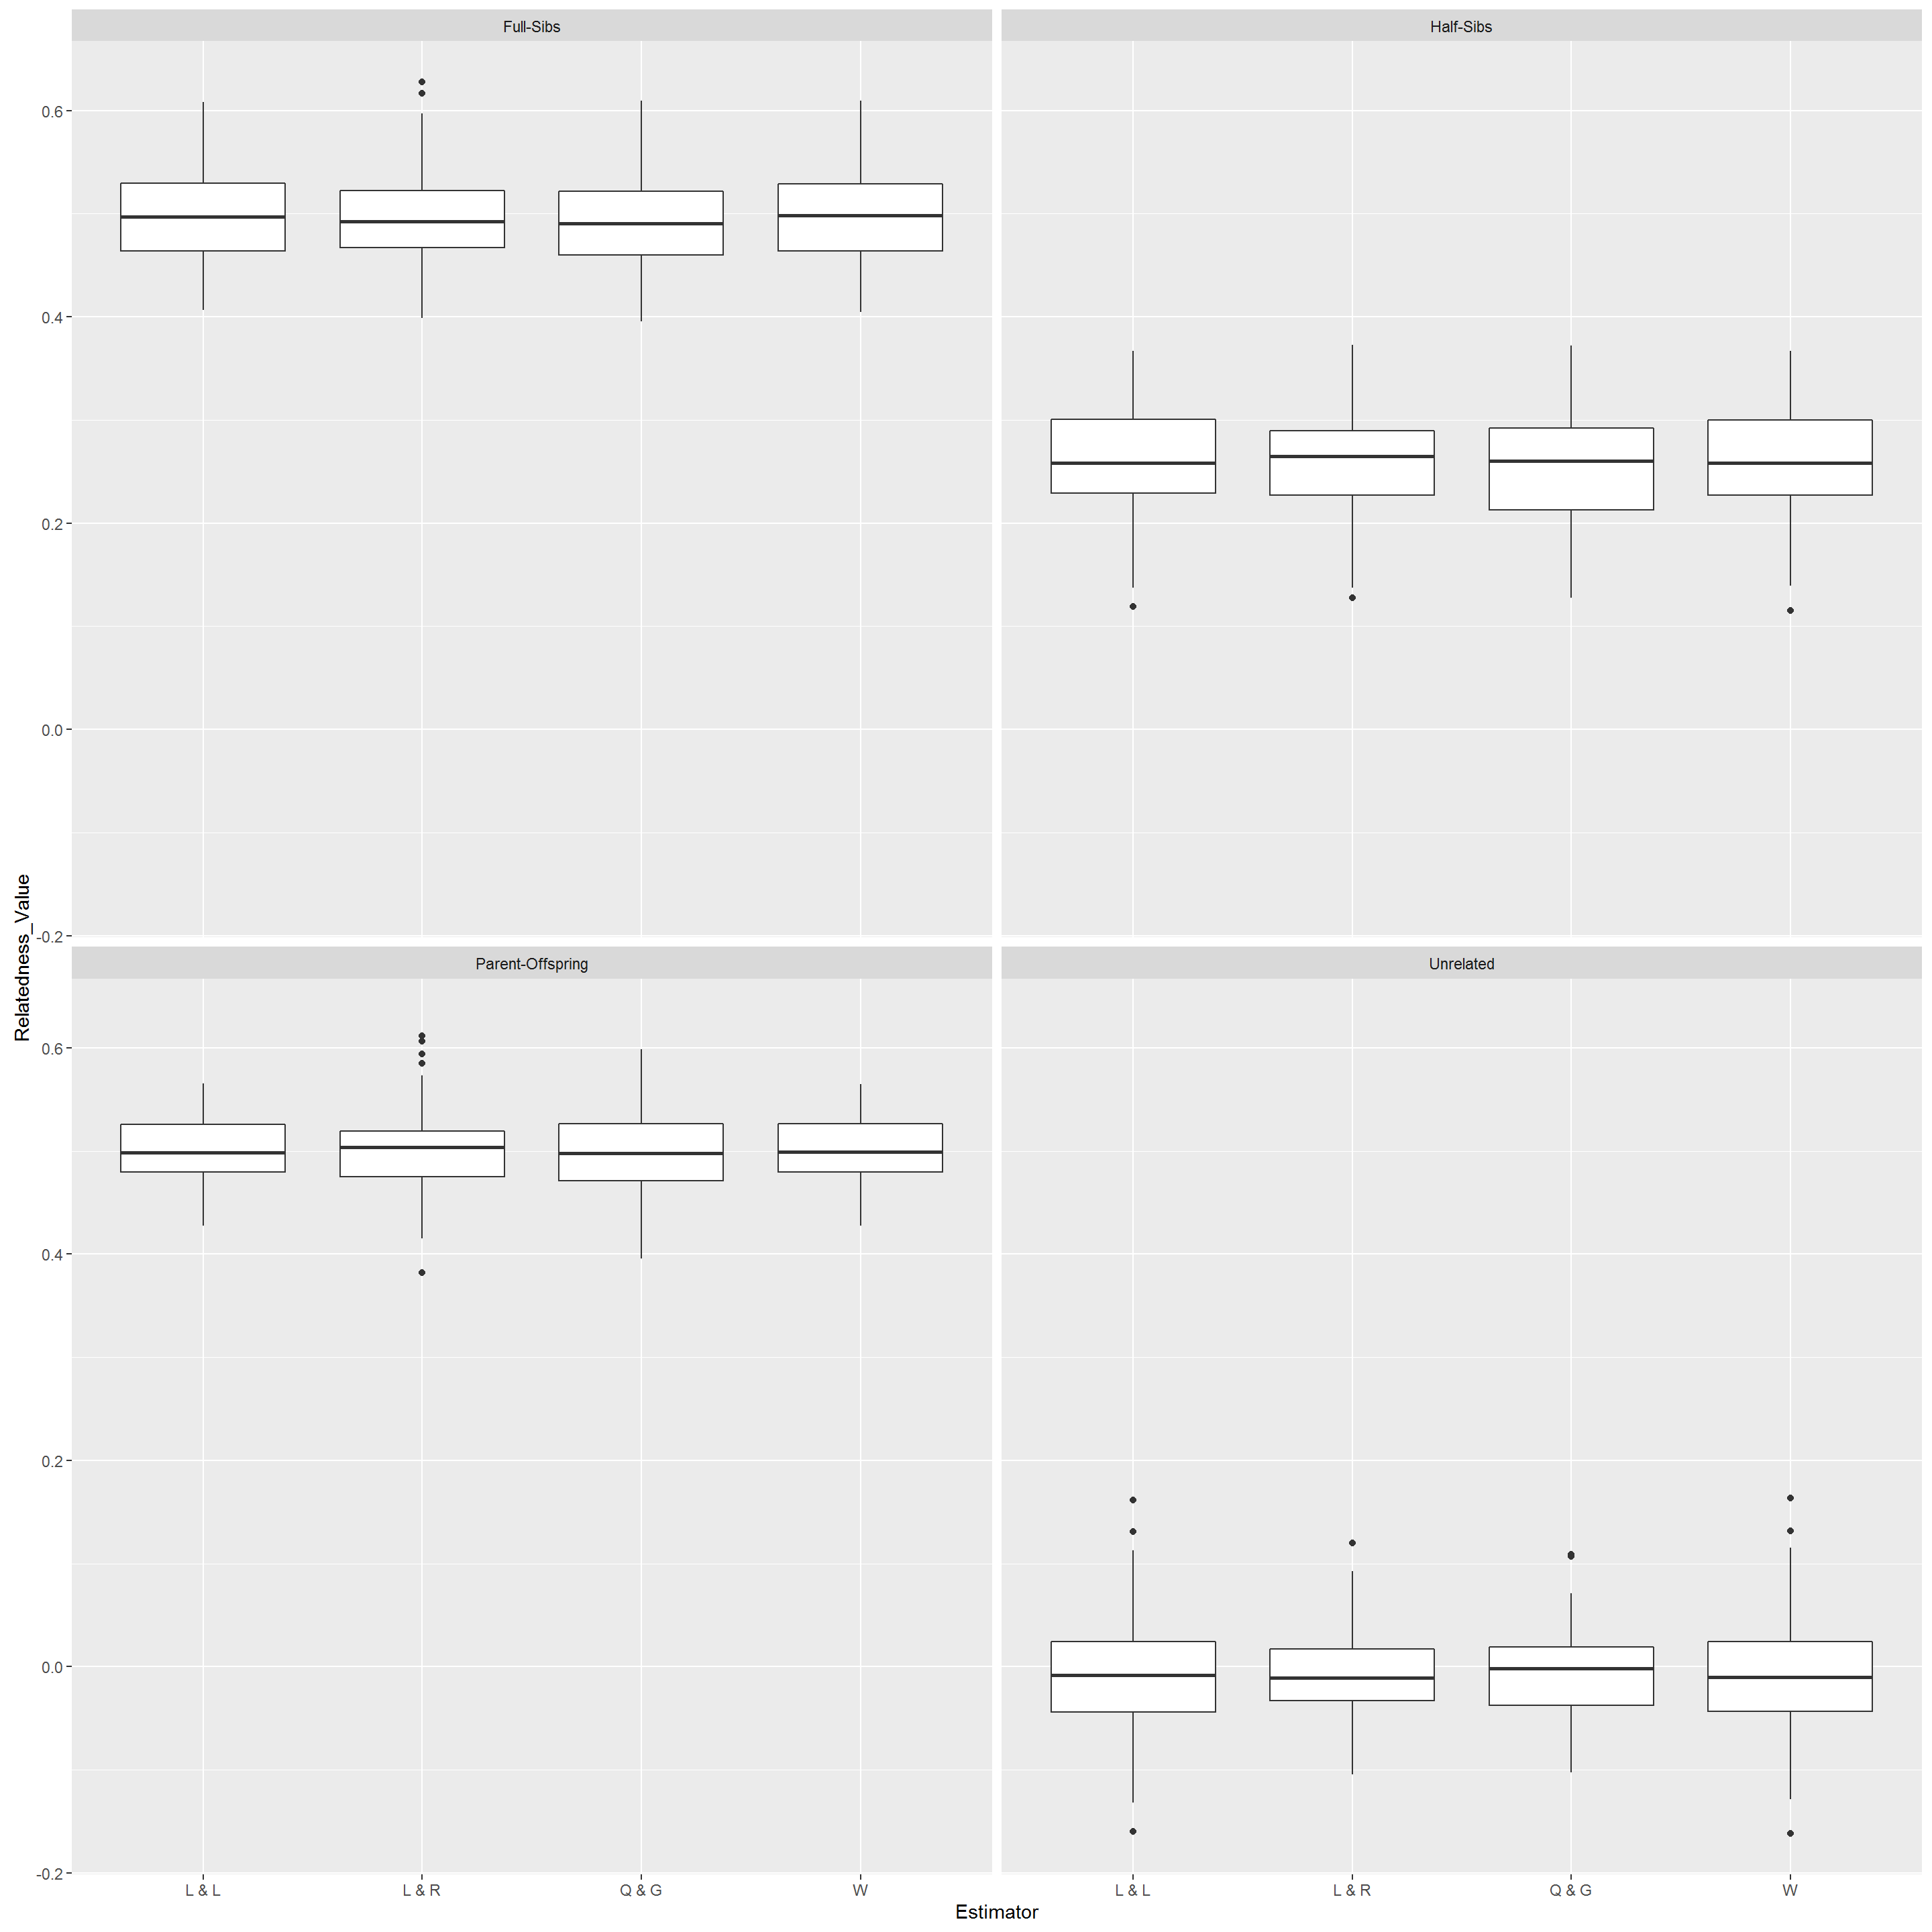 Full-Sibs
Half-Sibs
0.6
0.4
0.2
0.0
-0.2
Relatedness_Value
Parent-Offspring
Unrelated
0.6
0.4
0.2
0.0
-0.2
L & L
L & R
Q & G
W
L & L
L & R
Q & G
W
Estimator